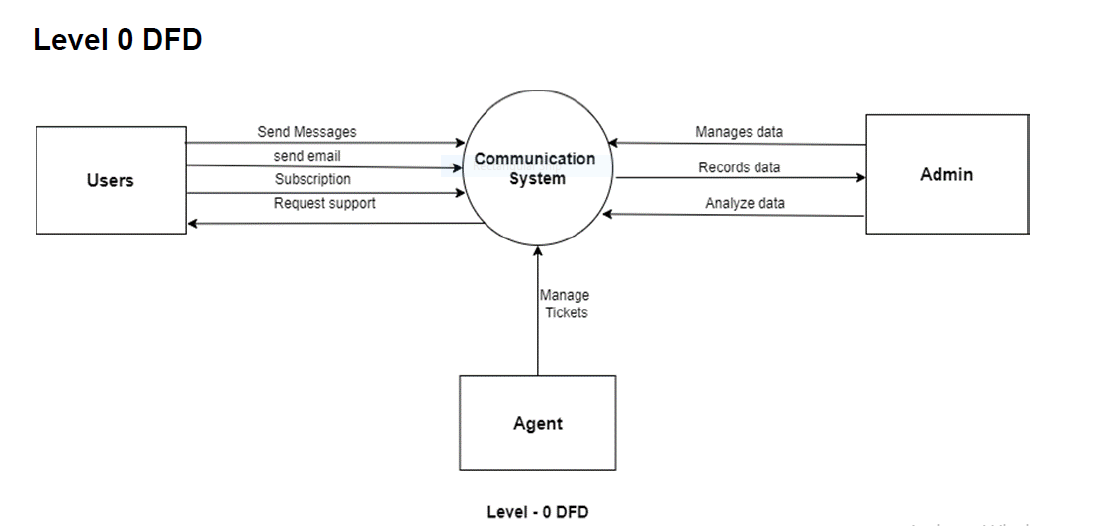 Level 0 DFD
Send Messages
send email
Subscription
Request support
Users
Communication
System
Manages data
Records data
Analyze data
Admin
Manage
Tickets
Agent
Level - 0 DFD